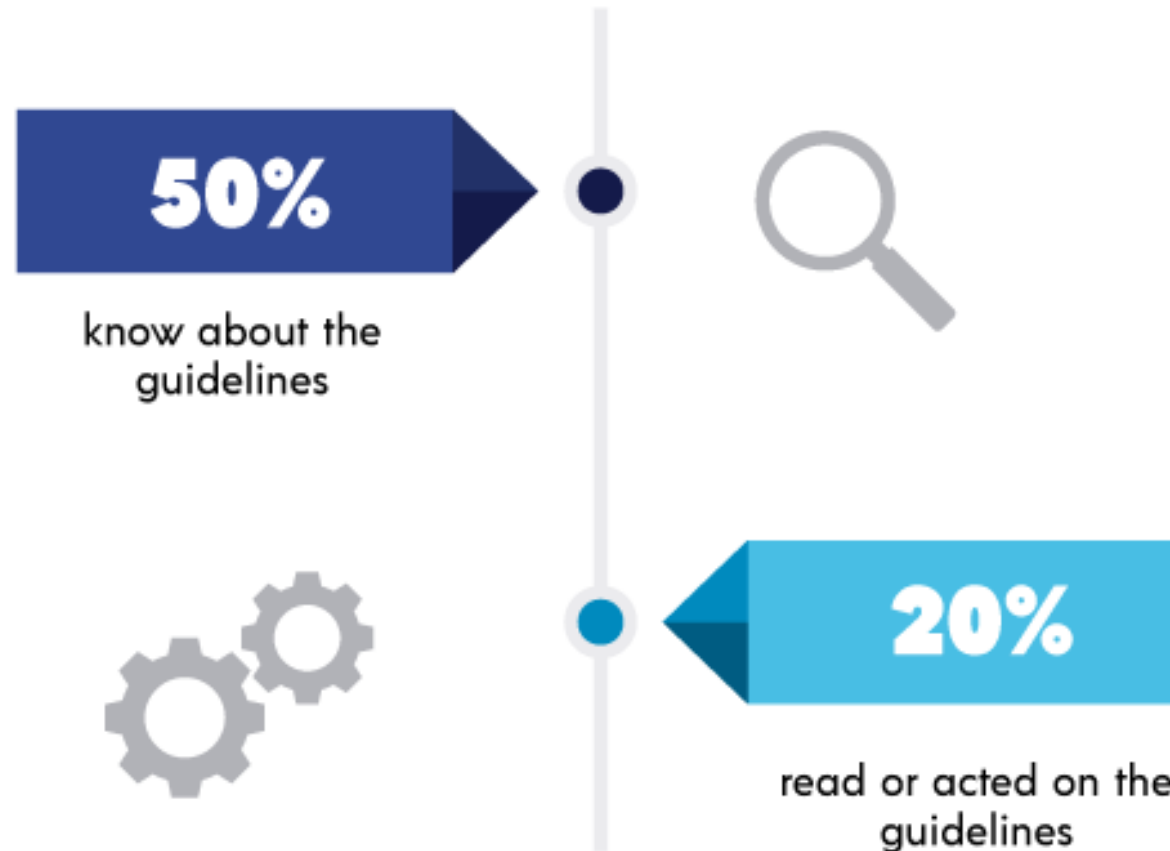 50%
know about the
guidelines
20%
read or acted on the
guidelines